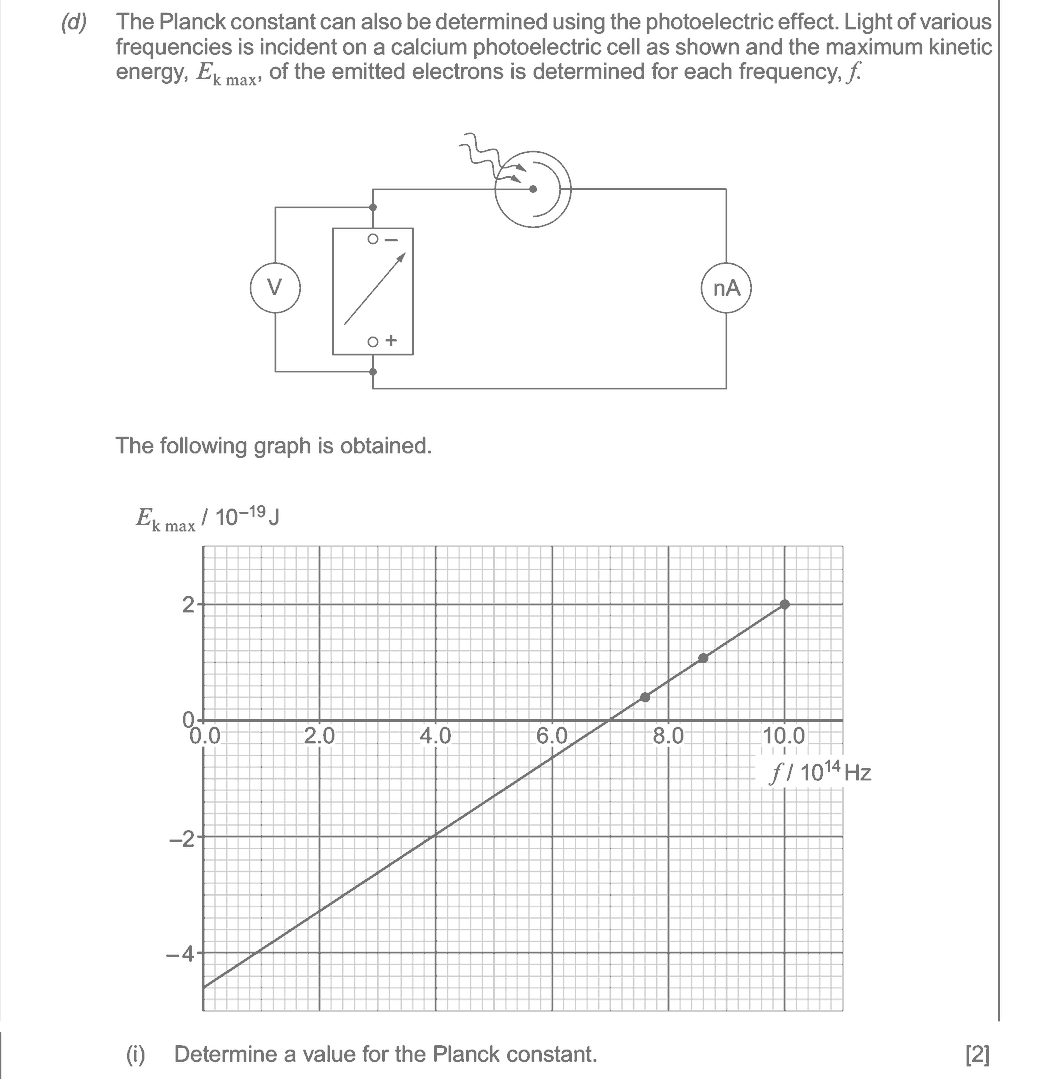 (d) The Planck constant can also be determined using the photoelectric effect. Light of various
frequencies is incident on a calcium photoelectric cell as shown and the maximum kinetic
energy, Ek max, of the emitted electrons is determined for each frequency, f.
V
−
+
nA
The following graph is obtained.
Ek max / 10⁻¹⁹ J
2
0
0.0 2.0 4.0 6.0 8.0 10.0
f / 10¹⁴ Hz
−2
−4
(i) Determine a value for the Planck constant. [2]